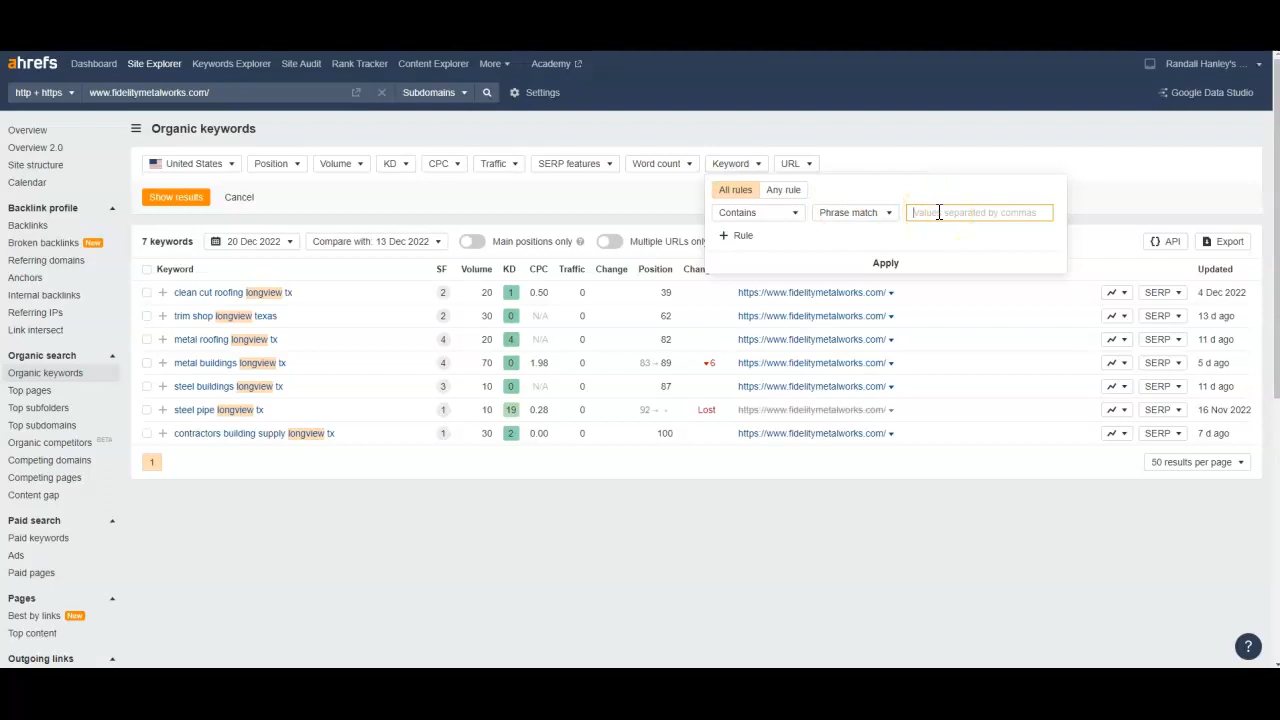 ahrefs Dashboard Site Explorer Keywords Explorer Site Audit Rank Tracker Content Explorer More Academy Randall Hanley's ...
http + https www.fidelitymetalworks.com/ Subdomains Settings Google Data Studio
Overview
Overview 2.0
Site structure
Calendar
Backlink profile
Backlinks
Broken backlinks New
Referring domains
Anchors
Internal backlinks
Referring IPs
Link intersect
Organic search
Organic keywords
Top pages
Top subfolders
Top subdomains
Organic competitors BETA
Competing domains
Competing pages
Content gap
Paid search
Paid keywords
Ads
Paid pages
Pages
Best by links New
Top content
Outgoing links
Organic keywords
United States Position Volume KD CPC Traffic SERP features Word count Keyword URL
Show results Cancel
All rules Any rule
Contains Phrase match Values separated by commas
+ Rule
Apply
7 keywords 20 Dec 2022 Compare with: 13 Dec 2022 Main positions only ? Multiple URLs only {} API Export
Keyword SF Volume KD CPC Traffic Change Position Updated
+ clean cut roofing longview tx 2 20 1 0.50 0 39 https://www.fidelitymetalworks.com/ SERP 4 Dec 2022
+ trim shop longview texas 2 30 0 N/A 0 62 https://www.fidelitymetalworks.com/ SERP 13 d ago
+ metal roofing longview tx 4 20 4 N/A 0 82 https://www.fidelitymetalworks.com/ SERP 11 d ago
+ metal buildings longview tx 4 70 0 1.98 0 83 → 89 6 https://www.fidelitymetalworks.com/ SERP 5 d ago
+ steel buildings longview tx 3 10 0 N/A 0 87 https://www.fidelitymetalworks.com/ SERP 11 d ago
+ steel pipe longview tx 1 10 19 0.28 0 92 → - Lost https://www.fidelitymetalworks.com/ SERP 16 Nov 2022
+ contractors building supply longview tx 1 30 2 0.00 0 100 https://www.fidelitymetalworks.com/ SERP 7 d ago
1 50 results per page
?